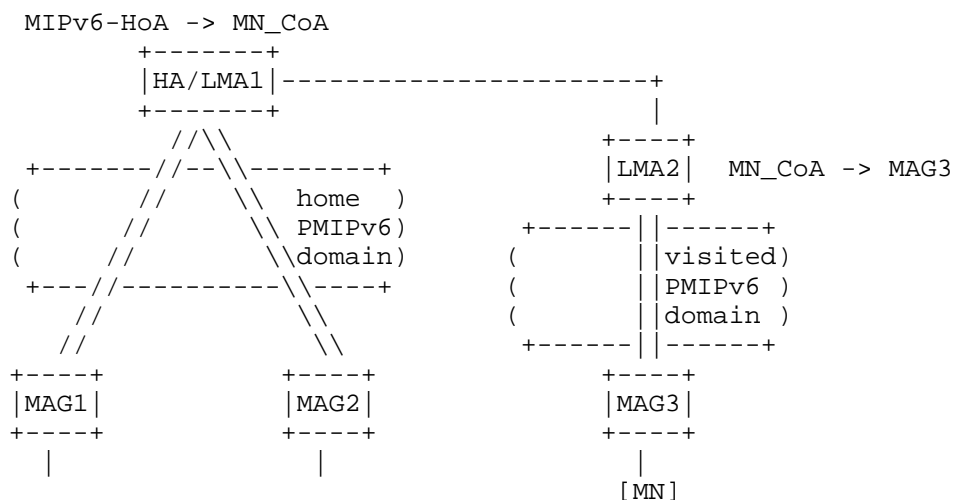 MIPv6-HoA -> MN_CoA
HA/LMA1
LMA2 MN_CoA -> MAG3
home
PMIPv6
domain
visited
PMIPv6
domain
MAG1 MAG2 MAG3
[MN]